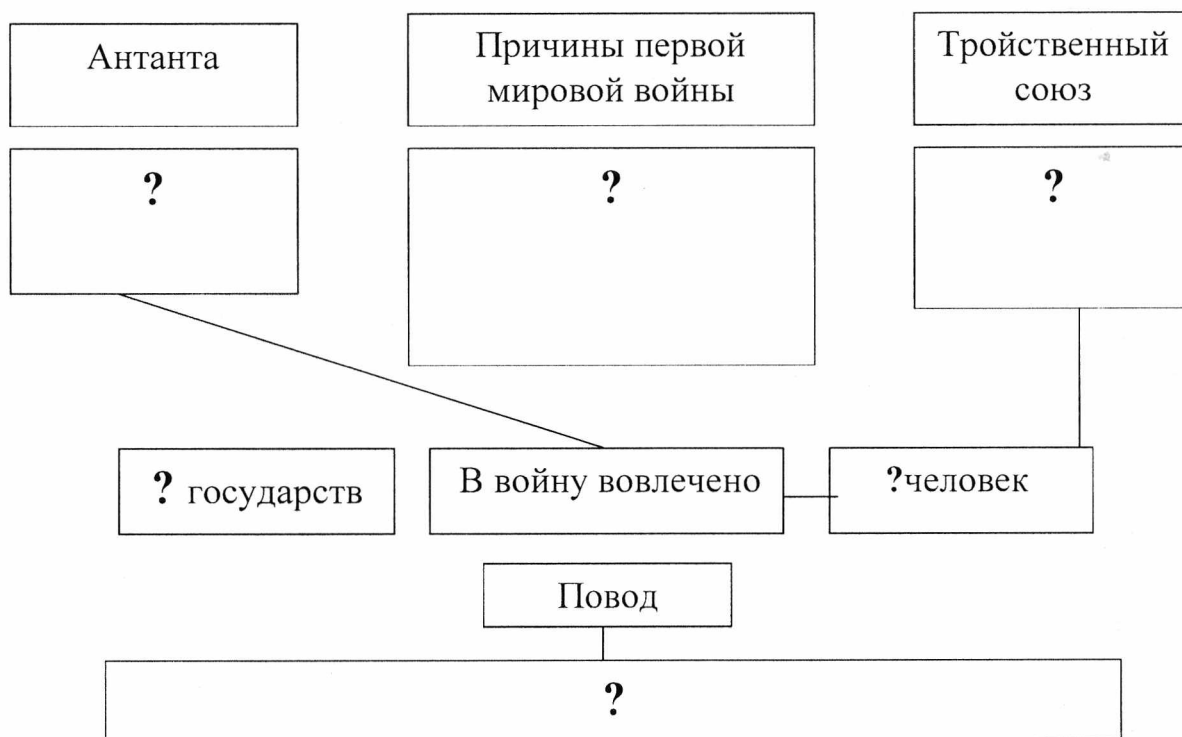 Антанта
Причины первой
мировой войны
Тройственный
союз
?
?
?
? государств
В войну вовлечено
?человек
Повод
?